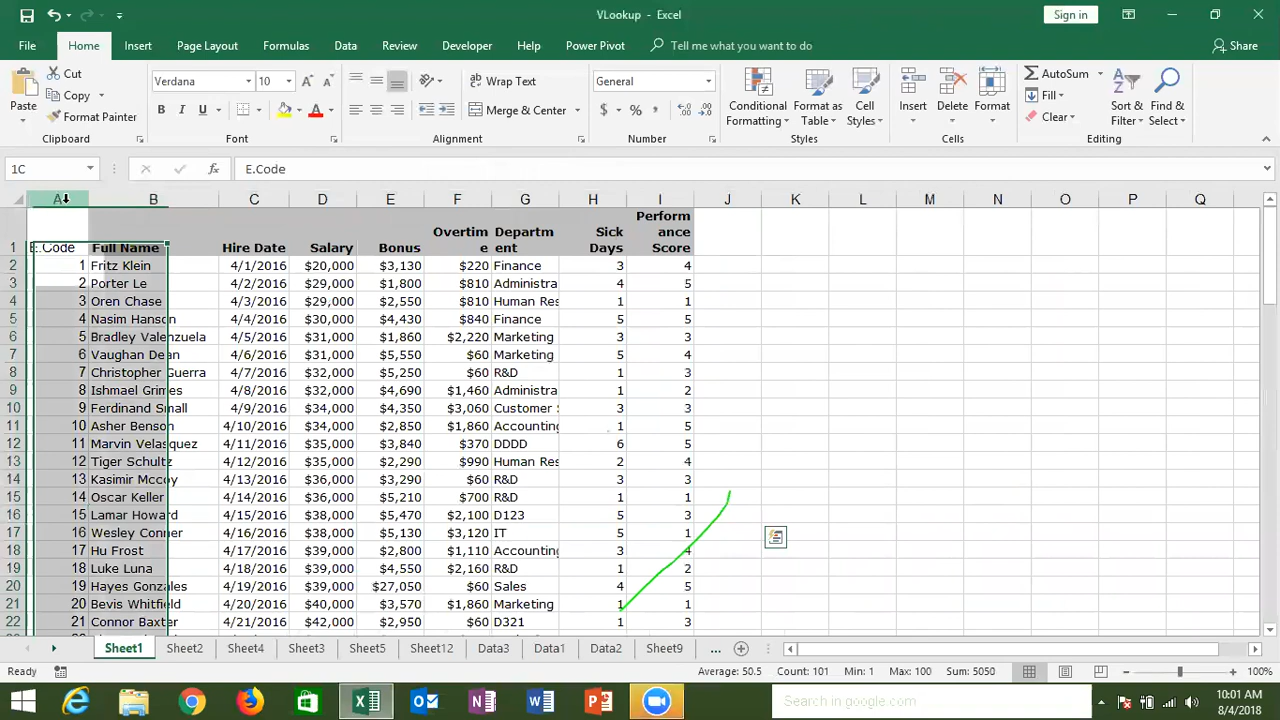 VLookup - Excel
Sign in
File Home Insert Page Layout Formulas Data Review View Developer Help Power Pivot Tell me what you want to do Share
Paste Cut Copy Format Painter Clipboard
Verdana 10 B I U A Font
Wrap Text Merge & Center Alignment
General $ % , Number
Conditional Formatting Format as Table Cell Styles Styles
Insert Delete Format Cells
AutoSum Fill Clear Sort & Filter Find & Select Editing
1C fx E.Code
A B C D E F G H I J K L M N O P Q
1 E.Code Full Name Hire Date Salary Bonus Overtime Departm ent Sick Days Perform ance Score
2 1 Fritz Klein 4/1/2016 $20,000 $3,130 $220 Finance 3 4
3 2 Porter Le 4/2/2016 $29,000 $1,800 $810 Administra 4 5
4 3 Oren Chase 4/3/2016 $29,000 $2,550 $810 Human Res 1 1
5 4 Nasim Hanson 4/4/2016 $30,000 $4,430 $840 Finance 5 5
6 5 Bradley Valenzuela 4/5/2016 $31,000 $1,860 $2,220 Marketing 3 3
7 6 Vaughan Dean 4/6/2016 $31,000 $5,550 $60 Marketing 5 4
8 7 Christopher Guerra 4/7/2016 $32,000 $5,250 $60 R&D 1 3
9 8 Ishmael Grimes 4/8/2016 $32,000 $4,690 $1,460 Administra 1 2
10 9 Ferdinand Small 4/9/2016 $34,000 $4,350 $3,060 Customer S 3 3
11 10 Asher Benson 4/10/2016 $34,000 $2,850 $1,860 Accounting 1 5
12 11 Marvin Velasquez 4/11/2016 $35,000 $3,840 $370 DDDD 6 5
13 12 Tiger Schultz 4/12/2016 $35,000 $2,290 $990 Human Res 2 4
14 13 Kasimir Mccoy 4/13/2016 $36,000 $3,290 $60 R&D 3 3
15 14 Oscar Keller 4/14/2016 $36,000 $5,210 $700 R&D 1 1
16 15 Lamar Howard 4/15/2016 $38,000 $5,470 $2,100 D123 5 3
17 16 Wesley Conner 4/16/2016 $38,000 $5,130 $3,120 IT 5 1
18 17 Hu Frost 4/17/2016 $39,000 $2,800 $1,110 Accounting 3 4
19 18 Luke Luna 4/18/2016 $39,000 $4,550 $2,160 R&D 1 2
20 19 Hayes Gonzales 4/19/2016 $39,000 $27,050 $60 Sales 4 5
21 20 Bevis Whitfield 4/20/2016 $40,000 $3,570 $1,860 Marketing 1 1
22 21 Connor Baxter 4/21/2016 $42,000 $2,950 $60 D321 1 3
Sheet1 Sheet2 Sheet4 Sheet3 Sheet5 Sheet12 Data3 Data1 Data2 Sheet9 ...
Ready Average: 50.5 Count: 101 Min: 1 Max: 100 Sum: 5050 100%
Search in google.com
10:01 AM
8/4/2018